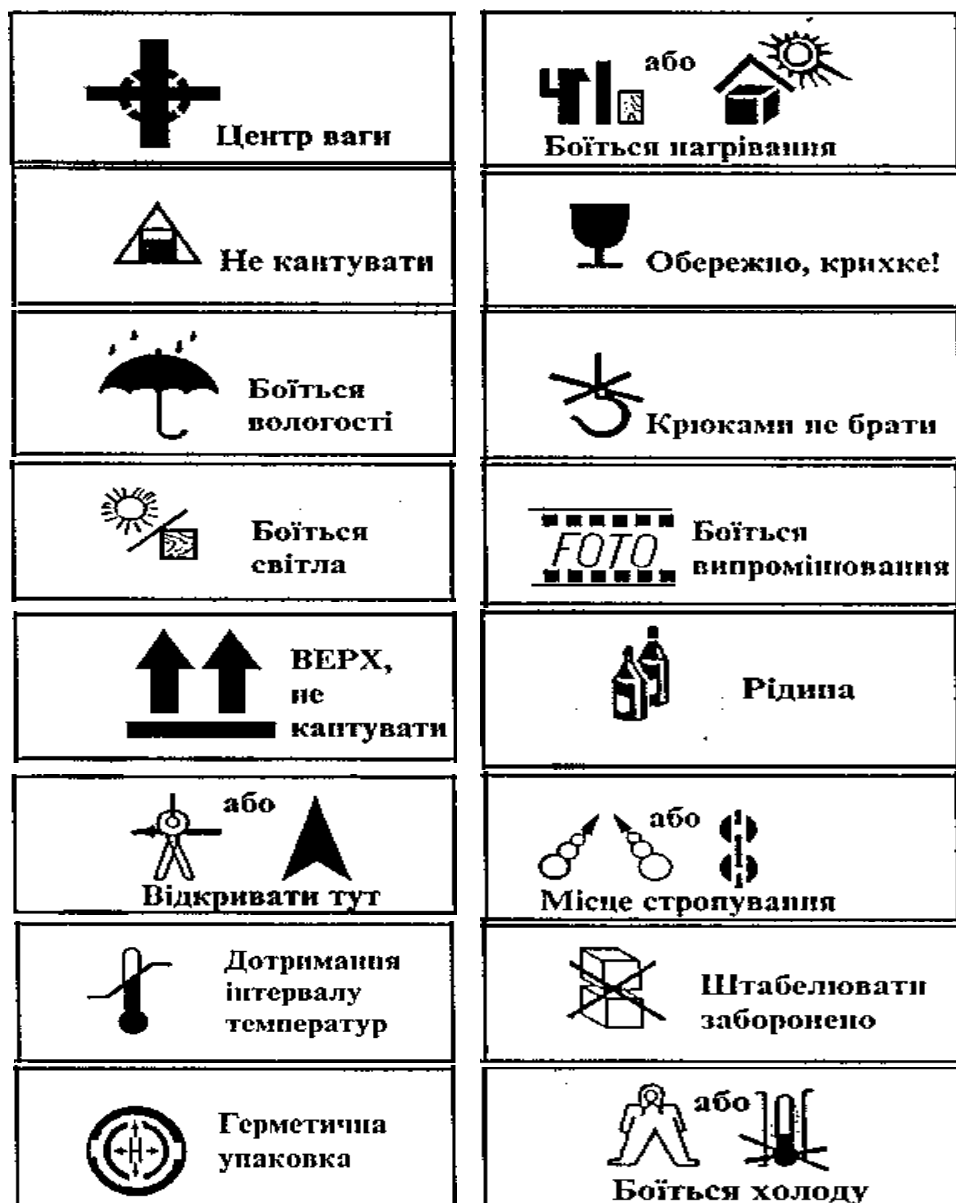 Центр ваги
або
Боїться нагрівання
Не кантувати
Обережно, крихке!
Боїться
вологості
Крюками не брати
Боїться
світла
FOTO
Боїться
випромінювання
ВЕРХ,
не
кантувати
Рідина
або
Відкривати тут
або
Місце стропування
Дотримання
інтервалу
температур
Штабелювати
заборонено
Н
Герметична
упаковка
або
Боїться холоду